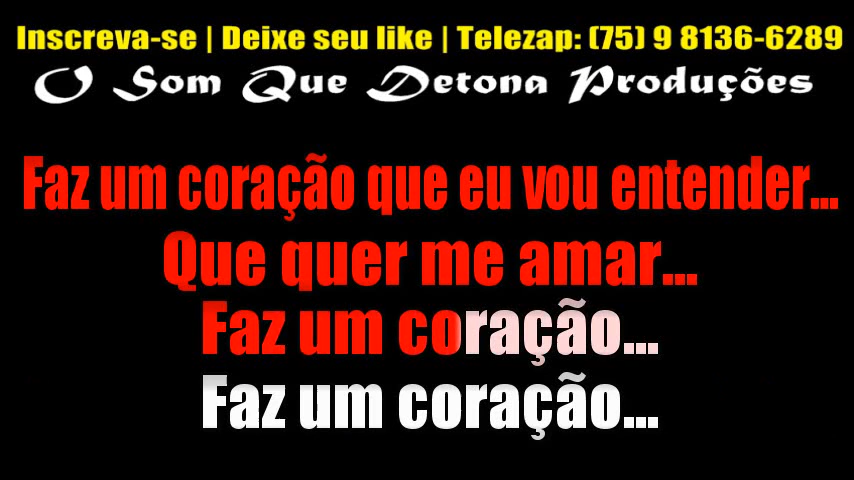 Inscreva-se | Deixe seu like | Telezap: (75) 9 8136-6289
O Som Que Detona Produções
Faz um coração que eu vou entender...
Que quer me amar...
Faz um coração...
Faz um coração...